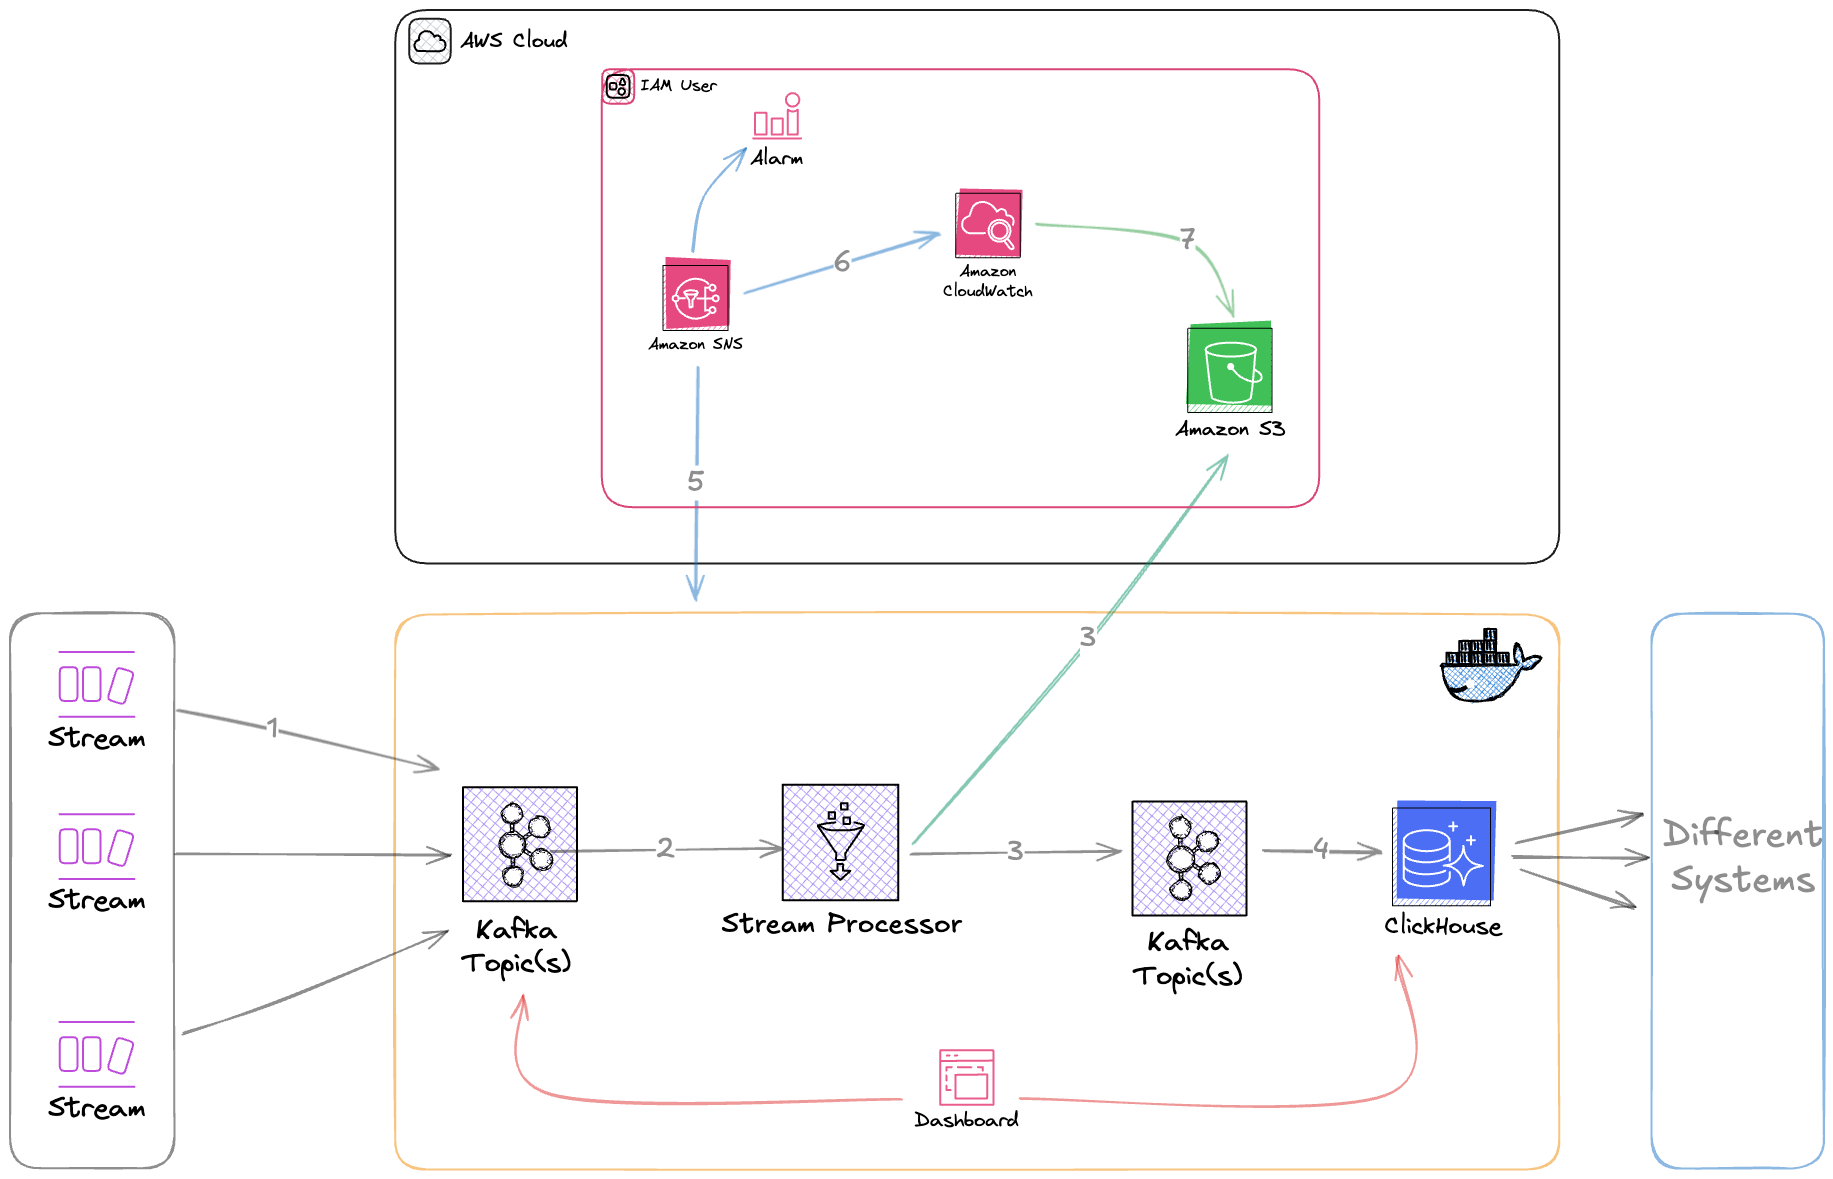 AWS Cloud
IAM User
Alarm
6
7
Amazon
CloudWatch
Amazon SNS
Amazon S3
5
3
Stream
1
Stream
Stream
2
3
4
Kafka
Topic(s)
Stream Processor
Kafka
Topic(s)
ClickHouse
Dashboard
Different
Systems